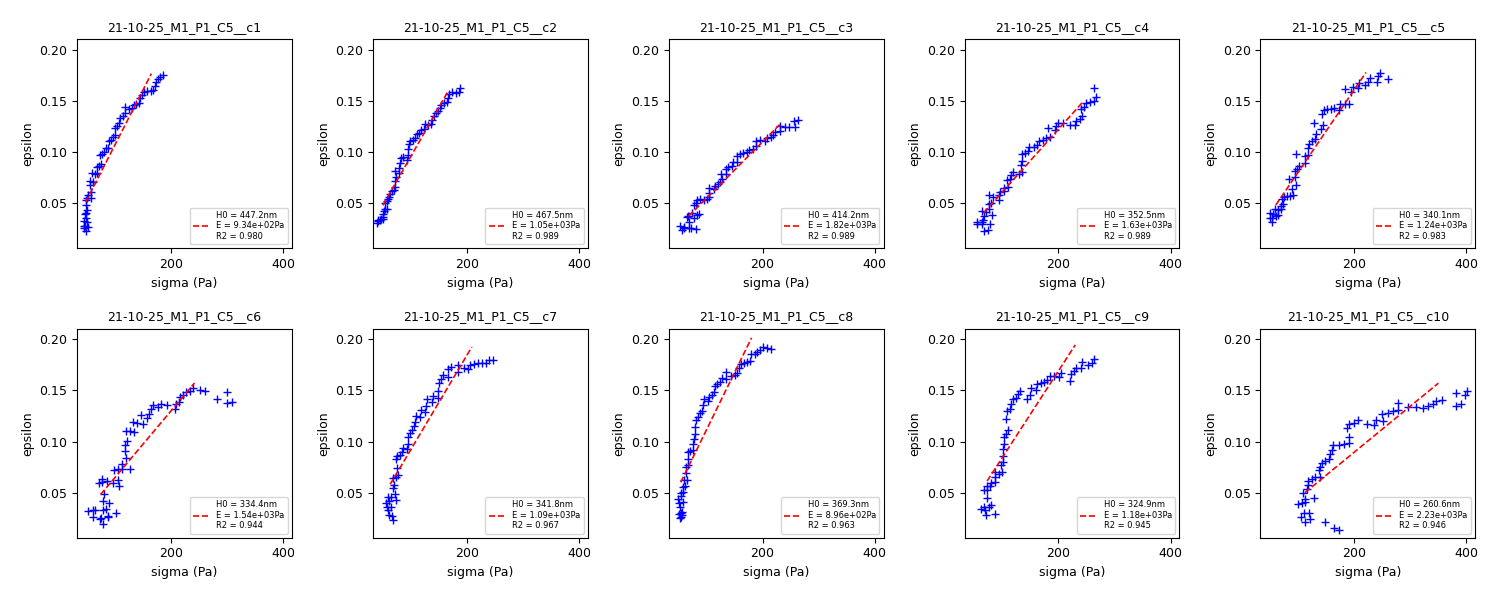 21-10-25_M1_P1_C5__c1
0.20
0.15
0.10
0.05
epsilon
H0 = 447.2nm
E = 9.34e+02Pa
R2 = 0.980
200
400
sigma (Pa)
21-10-25_M1_P1_C5__c2
0.20
0.15
0.10
0.05
epsilon
H0 = 467.5nm
E = 1.05e+03Pa
R2 = 0.989
200
400
sigma (Pa)
21-10-25_M1_P1_C5__c3
0.20
0.15
0.10
0.05
epsilon
H0 = 414.2nm
E = 1.82e+03Pa
R2 = 0.989
200
400
sigma (Pa)
21-10-25_M1_P1_C5__c4
0.20
0.15
0.10
0.05
epsilon
H0 = 352.5nm
E = 1.63e+03Pa
R2 = 0.989
200
400
sigma (Pa)
21-10-25_M1_P1_C5__c5
0.20
0.15
0.10
0.05
epsilon
H0 = 340.1nm
E = 1.24e+03Pa
R2 = 0.983
200
400
sigma (Pa)
21-10-25_M1_P1_C5__c6
0.20
0.15
0.10
0.05
epsilon
H0 = 334.4nm
E = 1.54e+03Pa
R2 = 0.944
200
400
sigma (Pa)
21-10-25_M1_P1_C5__c7
0.20
0.15
0.10
0.05
epsilon
H0 = 341.8nm
E = 1.09e+03Pa
R2 = 0.967
200
400
sigma (Pa)
21-10-25_M1_P1_C5__c8
0.20
0.15
0.10
0.05
epsilon
H0 = 369.3nm
E = 8.96e+02Pa
R2 = 0.963
200
400
sigma (Pa)
21-10-25_M1_P1_C5__c9
0.20
0.15
0.10
0.05
epsilon
H0 = 324.9nm
E = 1.18e+03Pa
R2 = 0.945
200
400
sigma (Pa)
21-10-25_M1_P1_C5__c10
0.20
0.15
0.10
0.05
epsilon
H0 = 260.6nm
E = 2.23e+03Pa
R2 = 0.946
200
400
sigma (Pa)